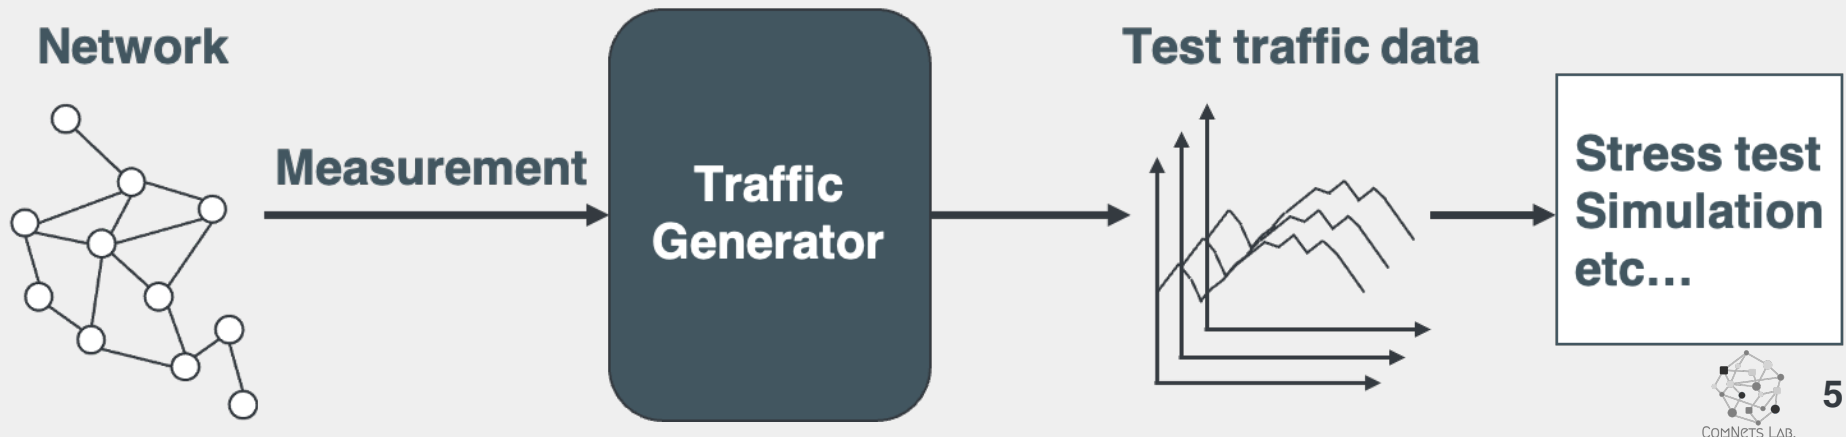 Network
Measurement
Traffic
Generator
Test traffic data
Stress test
Simulation
etc...
COMNETS LAB.
5